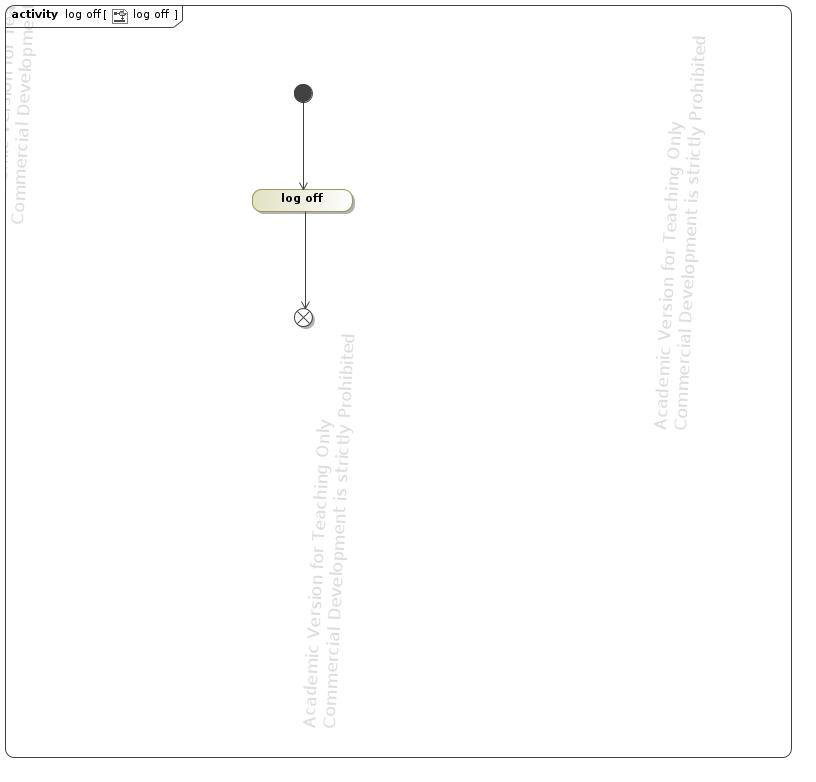 activity log off[ log off ]
log off
Commercial Developme
Academic Version for Teaching Only
Commercial Development is strictly Prohibited
Academic Version for Teaching Only
Commercial Development is strictly Prohibited